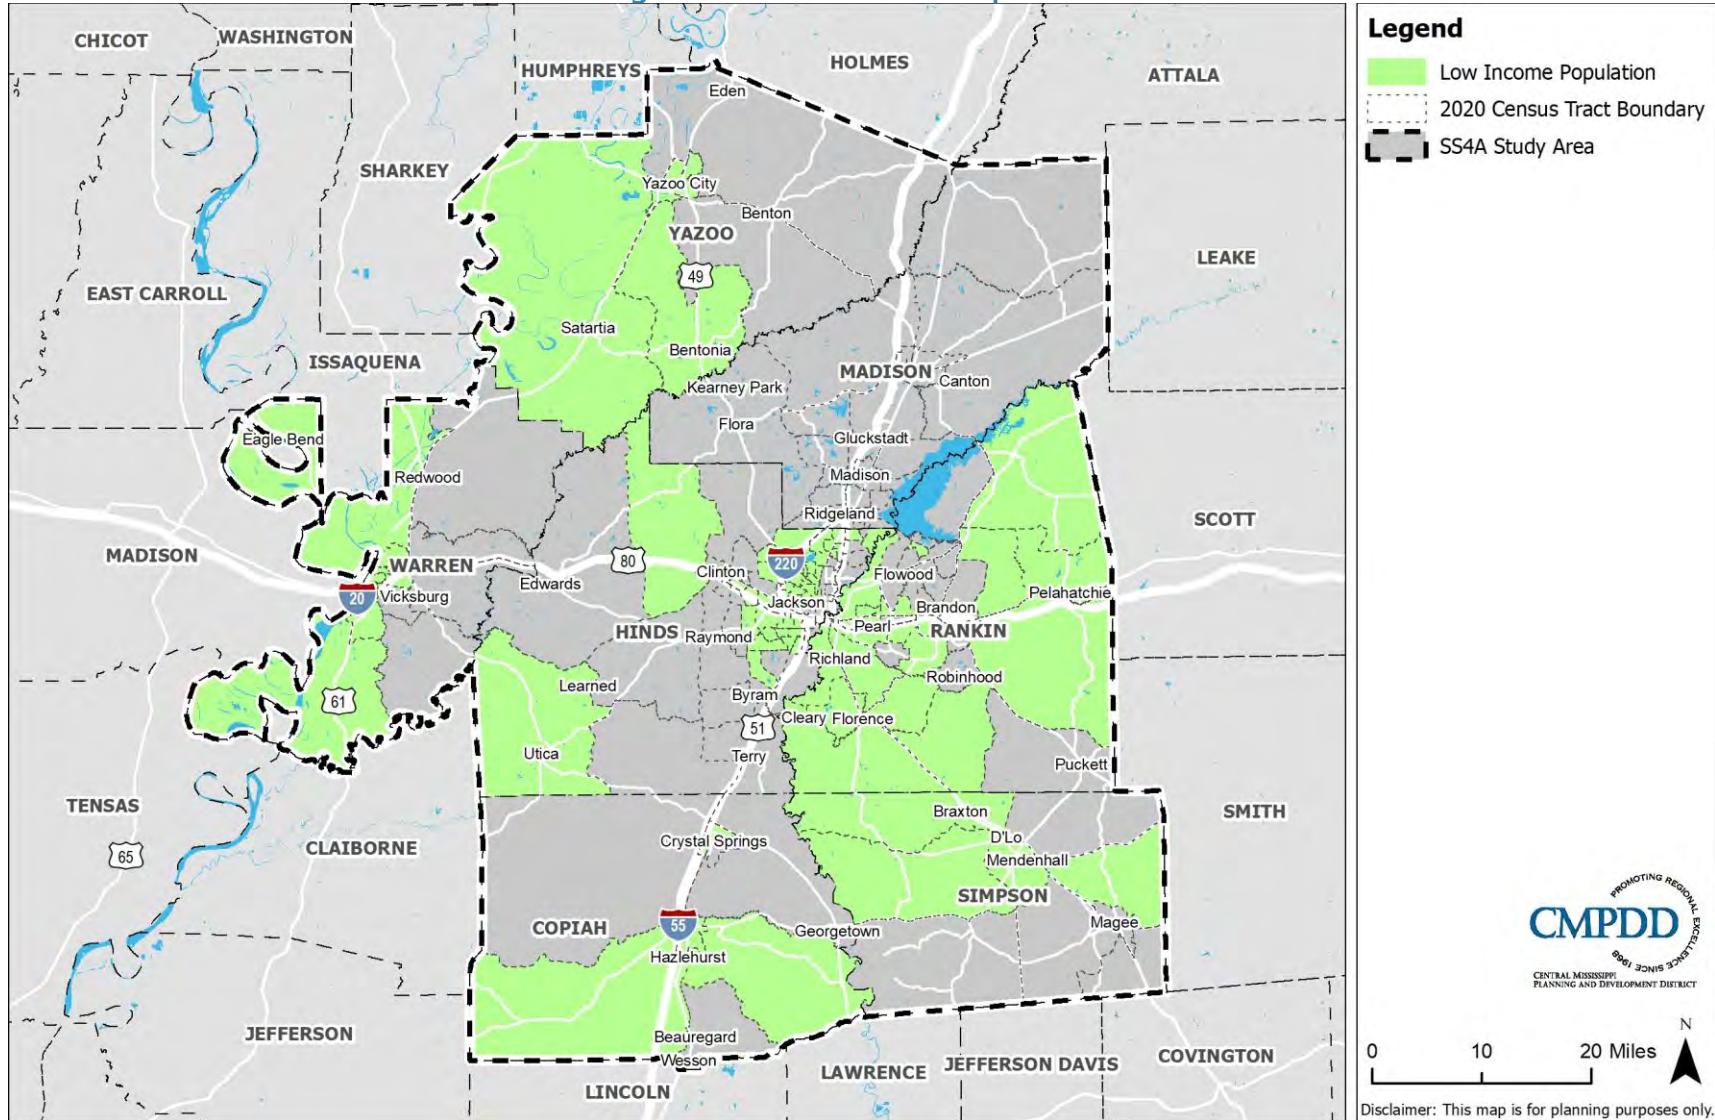 CHICOT
WASHINGTON
HUMPHREYS
HOLMES
ATTALA
Eden
SHARKEY
Yazoo City
Benton
YAZOO
LEAKE
49
EAST CARROLL
Satartia
Bentonia
ISSAQUENA
MADISON
Canton
Kearney Park
Flora
Gluckstadt
Eagle Bend
Redwood
Madison
Ridgeland
SCOTT
MADISON
WARREN
80
220
Edwards
Clinton
Flowood
20
Vicksburg
Jackson
Brandon
Pelahatchie
HINDS
Raymond
Pearl
RANKIN
Richland
Robinhood
Learned
Byram
61
51
Cleary
Florence
Utica
Terry
Puckett
TENSAS
Braxton
SMITH
65
CLAIBORNE
Crystal Springs
D'Lo
Mendenhall
SIMPSON
COPIAH
55
Georgetown
Magee
Hazlehurst
JEFFERSON
Beauregard
Wesson
LINCOLN
LAWRENCE
JEFFERSON DAVIS
COVINGTON
Legend
Low Income Population
2020 Census Tract Boundary
SS4A Study Area
PROMOTING REGIONAL EXCELLENCE SINCE 1968
CMPDD
CENTRAL MISSISSIPPI
PLANNING AND DEVELOPMENT DISTRICT
N
0 10 20 Miles
Disclaimer: This map is for planning purposes only.